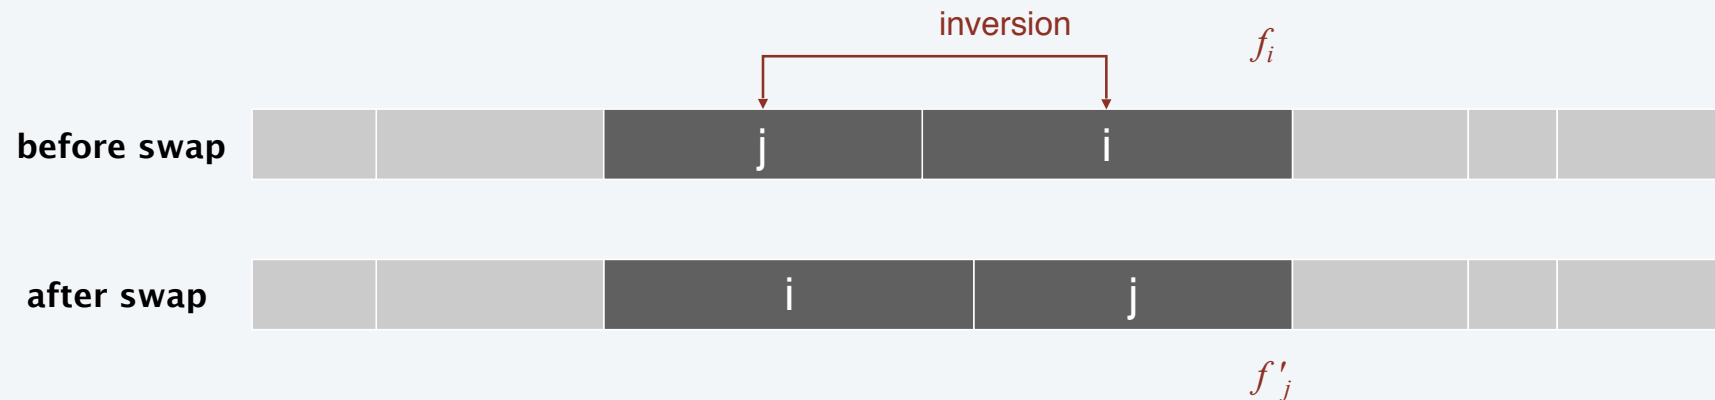 inversion
fᵢ
before swap
j i
after swap
i j
f′ⱼ